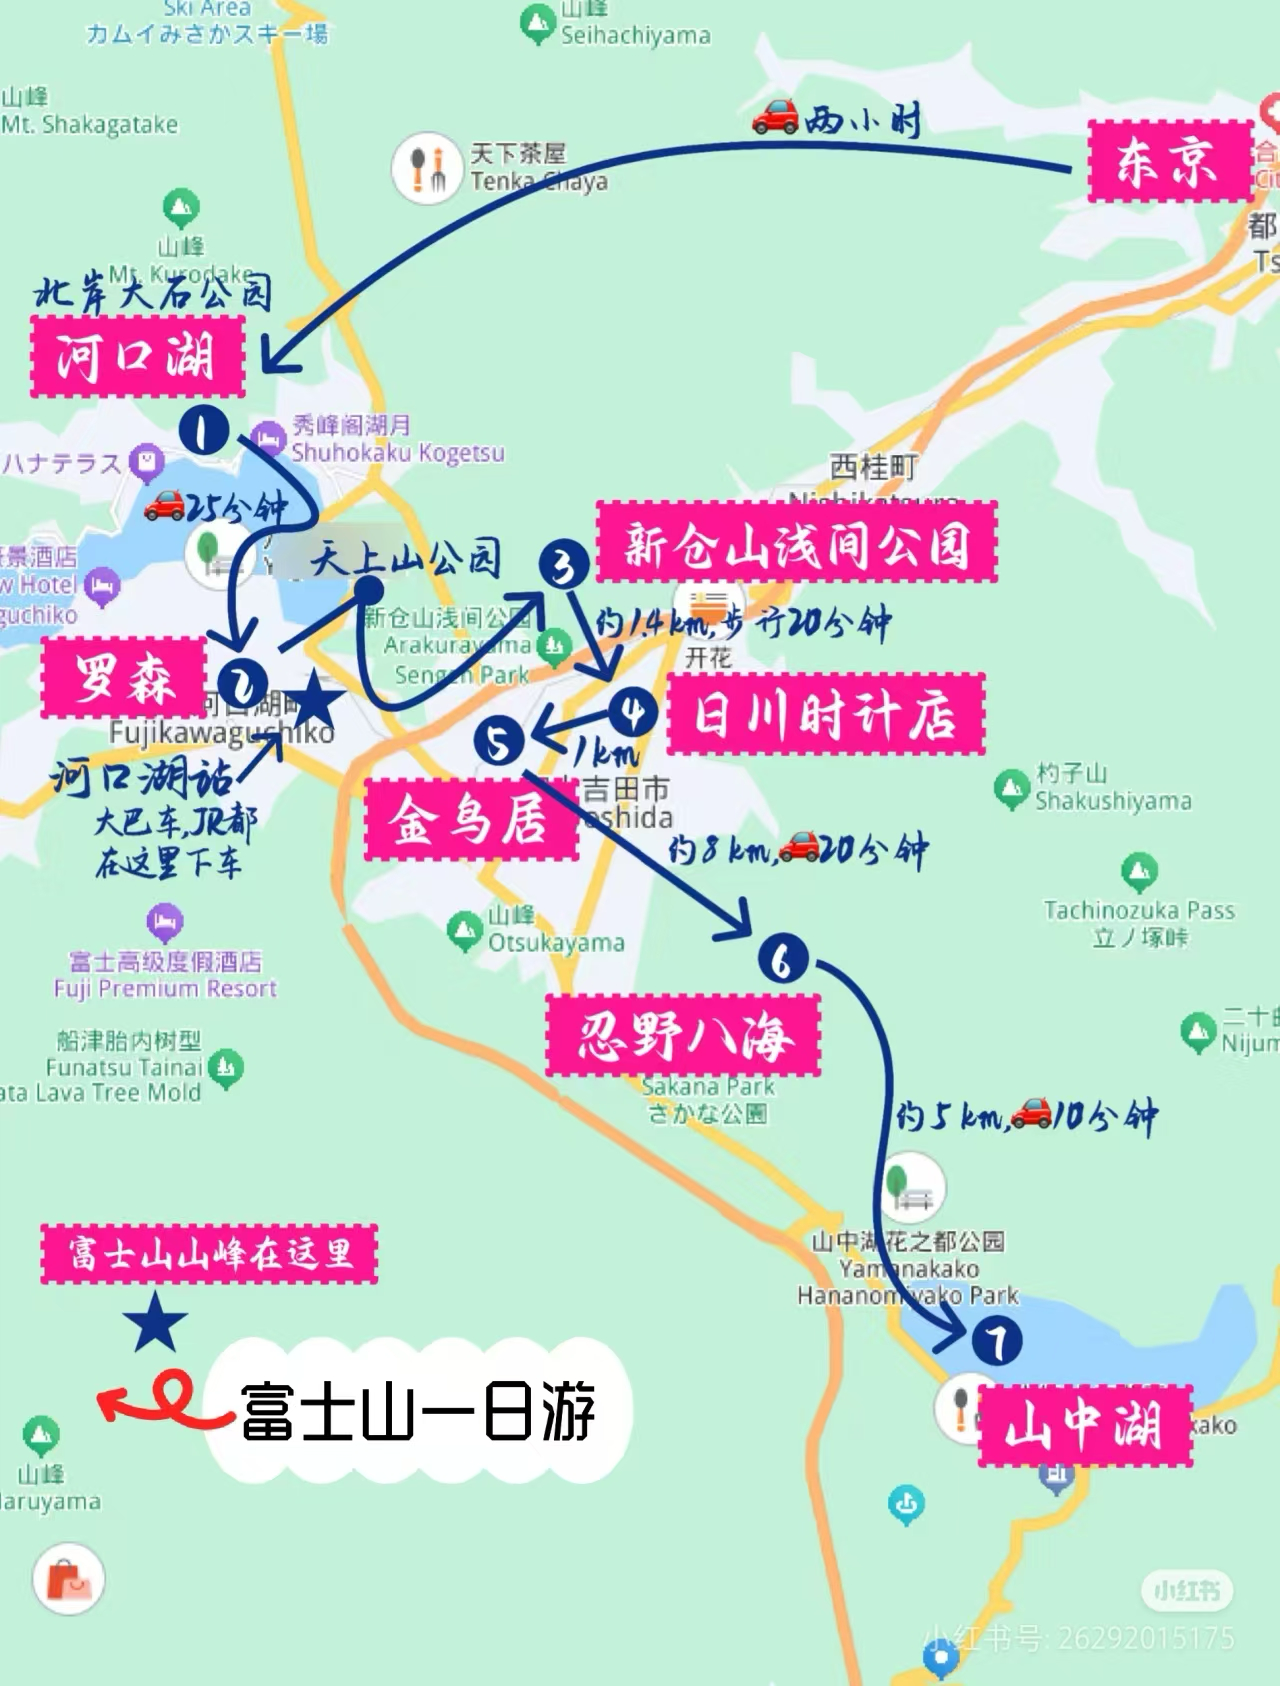 Ski Area
カムイみさかスキー場
山峰
Seihachiyama
山峰
Mt. Shakagatake
两小时
东京
天下茶屋
Tenka Chaya
山峰
Mt. Kurodake
都
Ts
北岸大石公园
河口湖
1
秀峰阁湖月
Shuhokaku Kogetsu
ハナテラス
西桂町
25分钟
景酒店
w Hotel
guchiko
天上山公园
3
新仓山浅间公园
新仓山浅间公园
Arakurayama
Sengen Park
约1.4km,步行20分钟
开花
罗森
2
河口湖町
Fujikawaguchiko
4
日川时计店
5
1km
河口湖站
大巴车,JR都
在这里下车
金鸟居
吉田市
oshida
约8km,20分钟
杓子山
Shakushiyama
Tachinozuka Pass
立ノ塚峠
山峰
Otsukayama
富士高级度假酒店
Fuji Premium Resort
6
忍野八海
船津胎内树型
Funatsu Tainai
ata Lava Tree Mold
二十曲
Nijum
Sakana Park
さかな公園
约5km,10分钟
山中湖花之都公园
Yamanakako
Hananomiyako Park
富士山山峰在这里
7
富士山一日游
山中湖
kako
山峰
Maruyama
小红书
小红书号: 26292015175